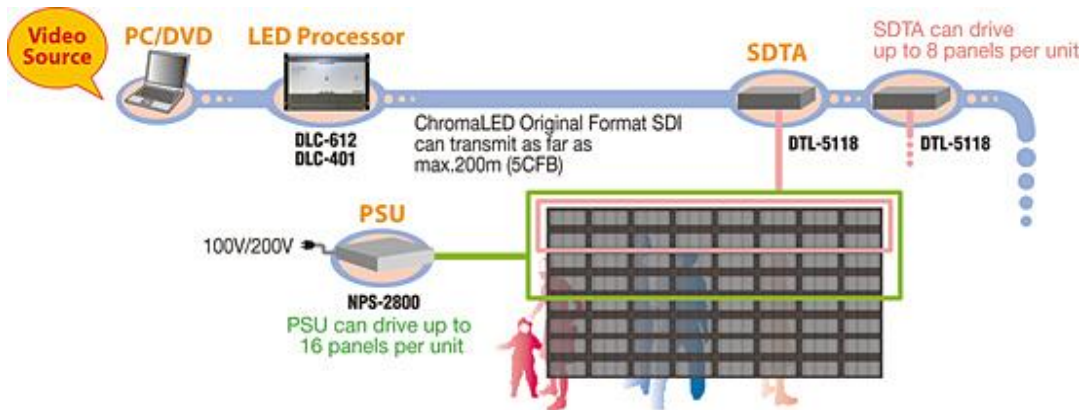 Video
Source
PC/DVD
LED Processor
SDTA
SDTA can drive
up to 8 panels per unit
DLC-612
DLC-401
ChromaLED Original Format SDI
can transmit as far as
max.200m (5CFB)
DTL-5118
DTL-5118
PSU
100V/200V
NPS-2800
PSU can drive up to
16 panels per unit